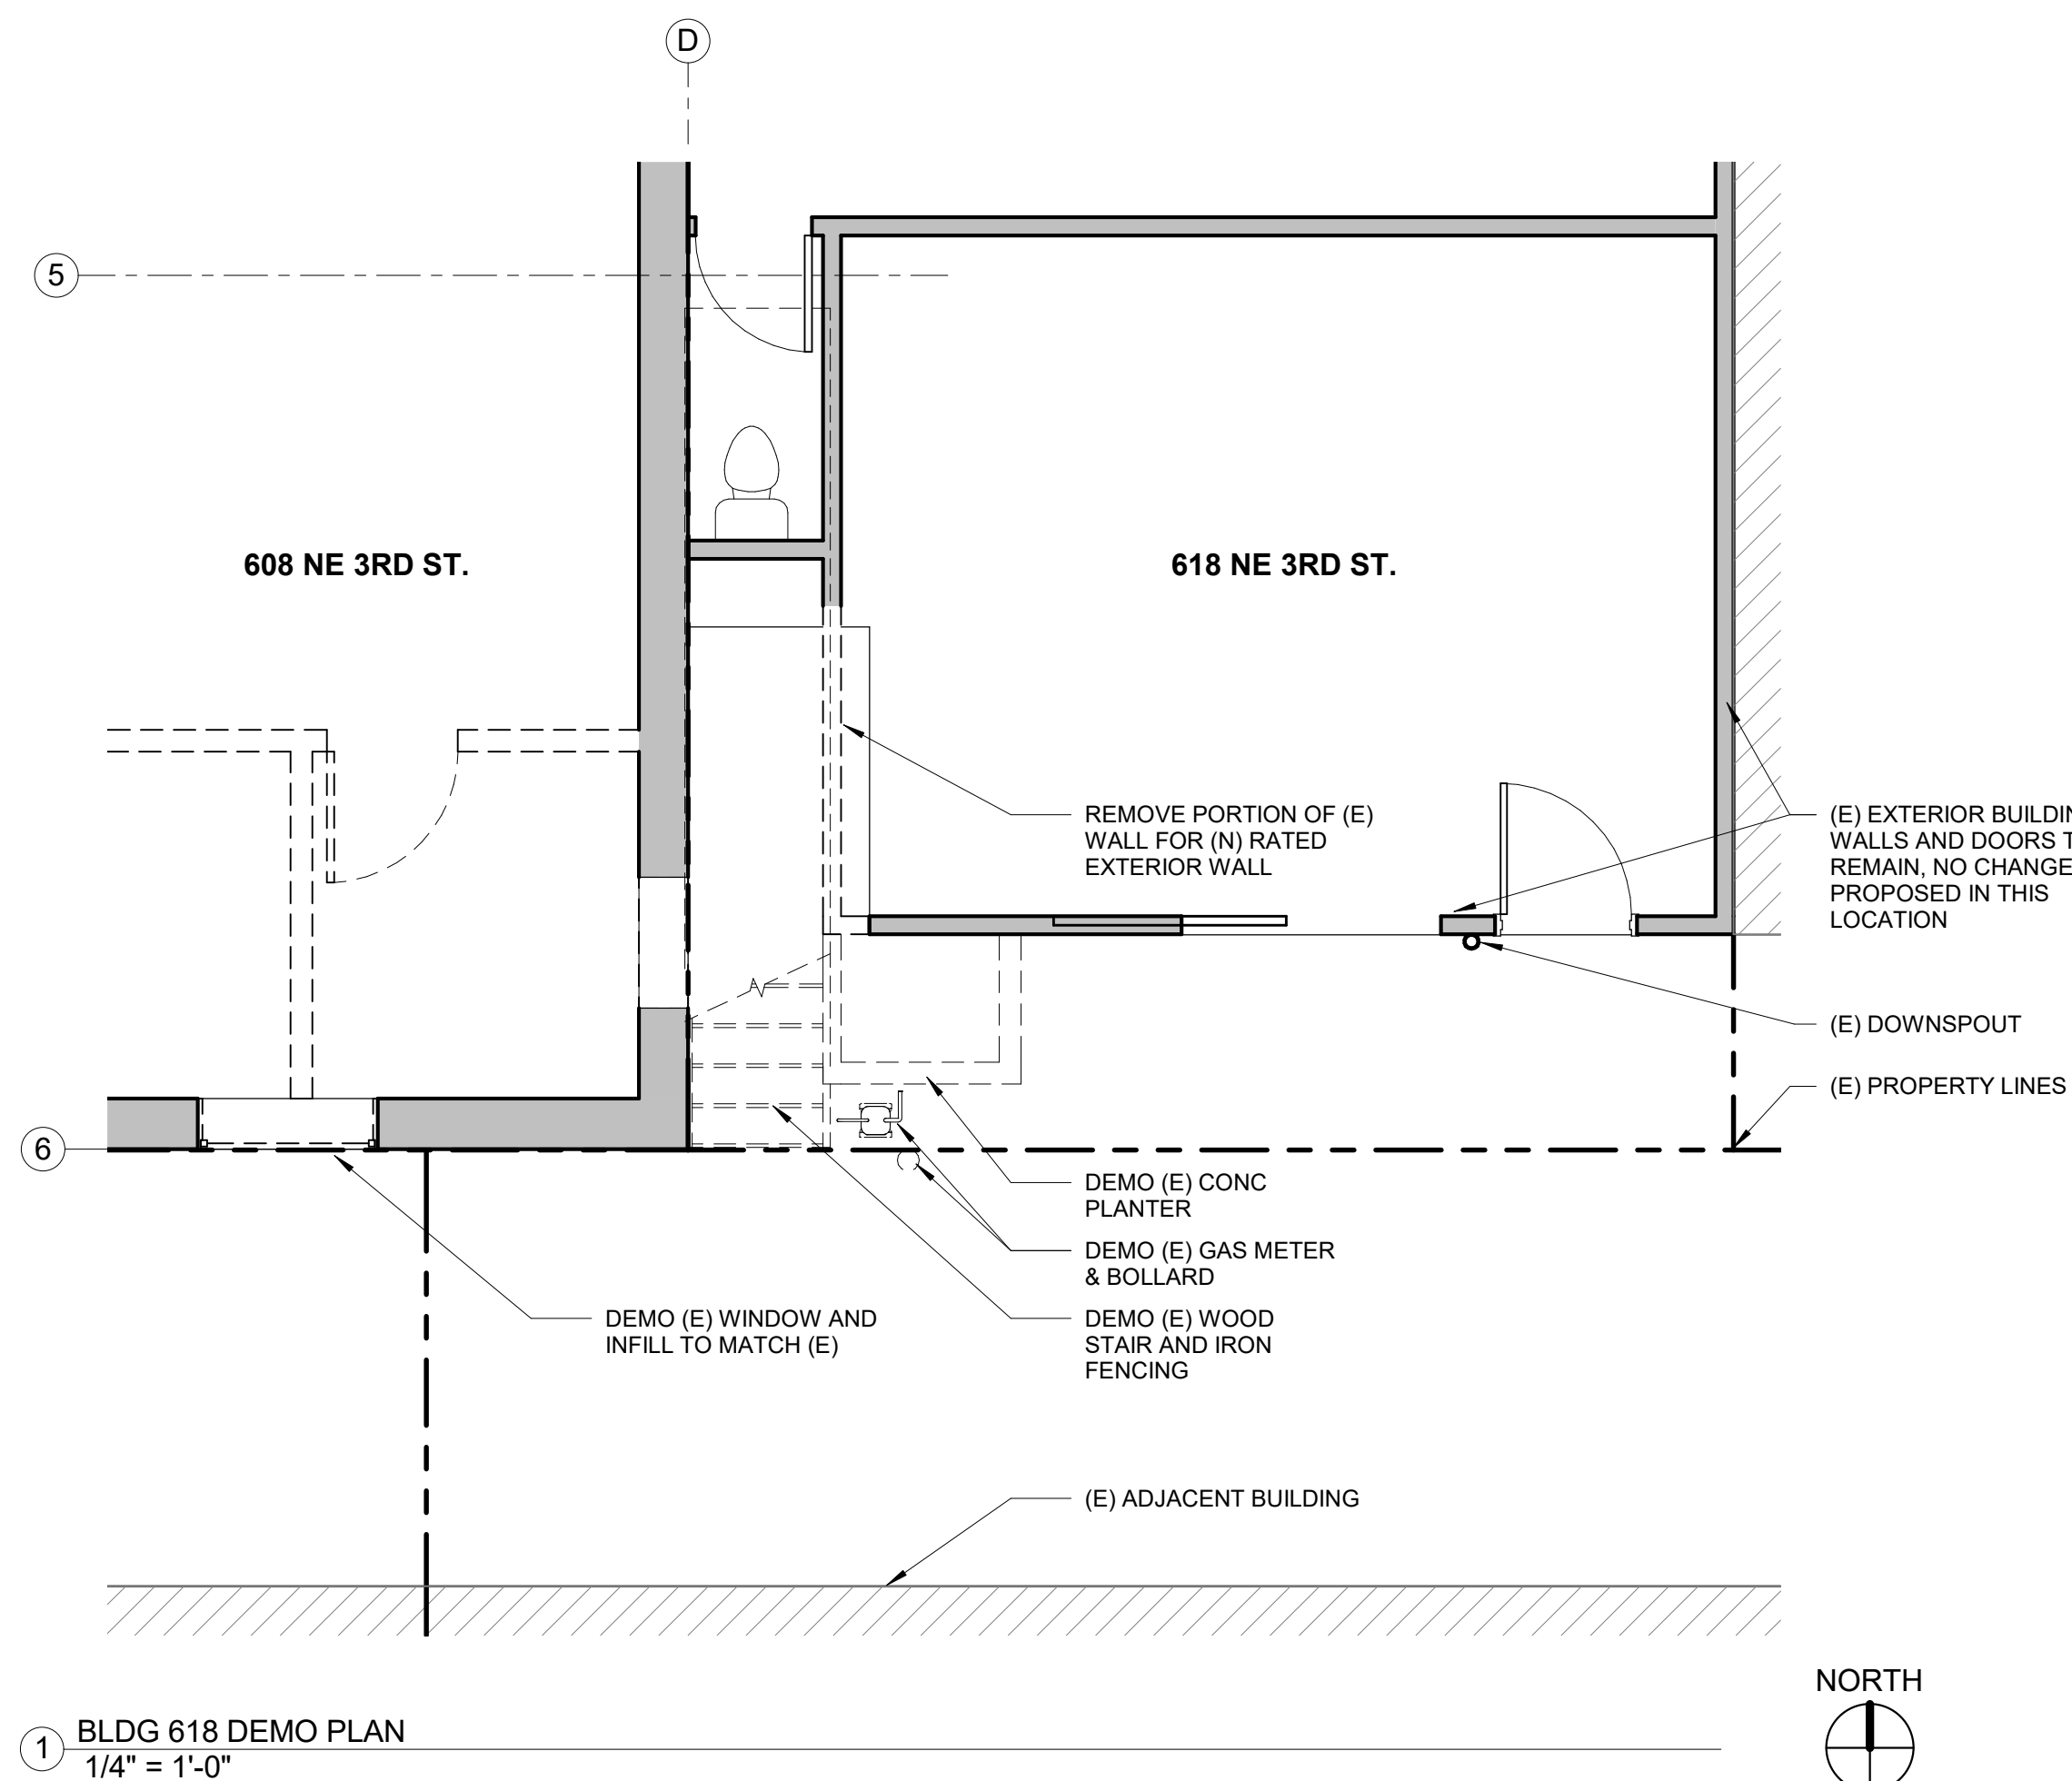 D
5
608 NE 3RD ST.
618 NE 3RD ST.
REMOVE PORTION OF (E)
WALL FOR (N) RATED
EXTERIOR WALL
(E) EXTERIOR
WALLS AND DOORS
REMAIN, NO CHANGE
PROPOSED IN THIS
LOCATION
(E) DOWNSPOUT
(E) PROPERTY LINES
6
DEMO (E) CONC
PLANTER
DEMO (E) GAS METER
& BOLLARD
DEMO (E) WOOD
STAIR AND IRON
FENCING
DEMO (E) WINDOW AND
INFILL TO MATCH (E)
(E) ADJACENT BUILDING
NORTH
1
BLDG 618 DEMO PLAN
1/4" = 1'-0"